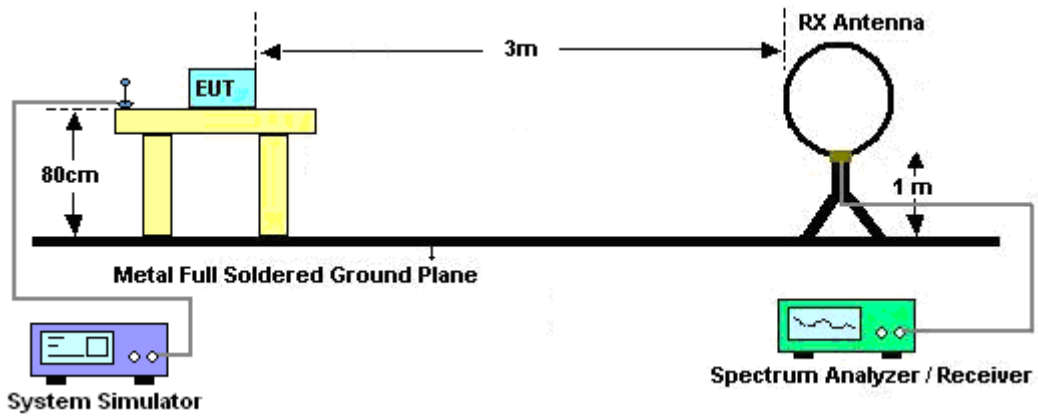 RX Antenna
3m
EUT
80cm
1 m
Metal Full Soldered Ground Plane
Spectrum Analyzer / Receiver
System Simulator